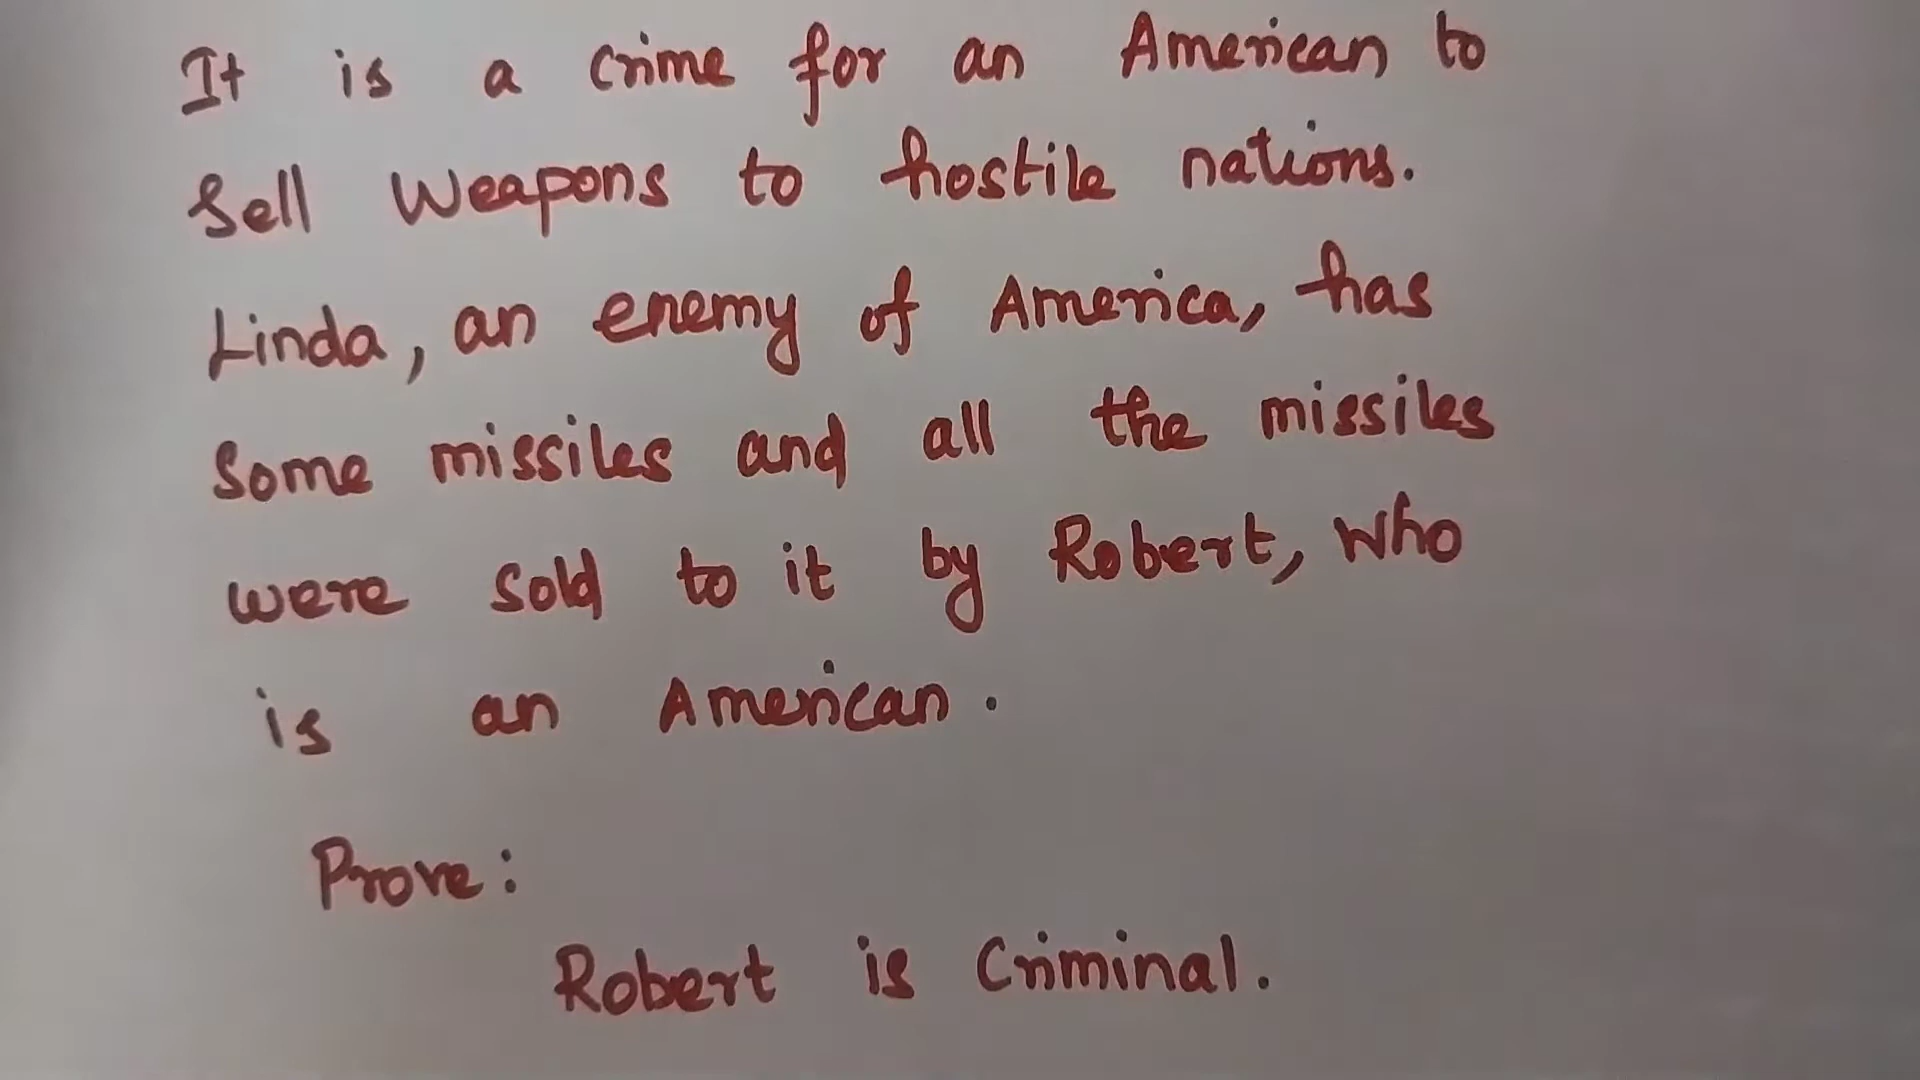 It is a crime for an American to
Sell Weapons to hostile nations.
Linda, an enemy of America, has
Some missiles and all the missiles
were sold to it by Robert, who
is an American.
Prove:
Robert is Criminal.